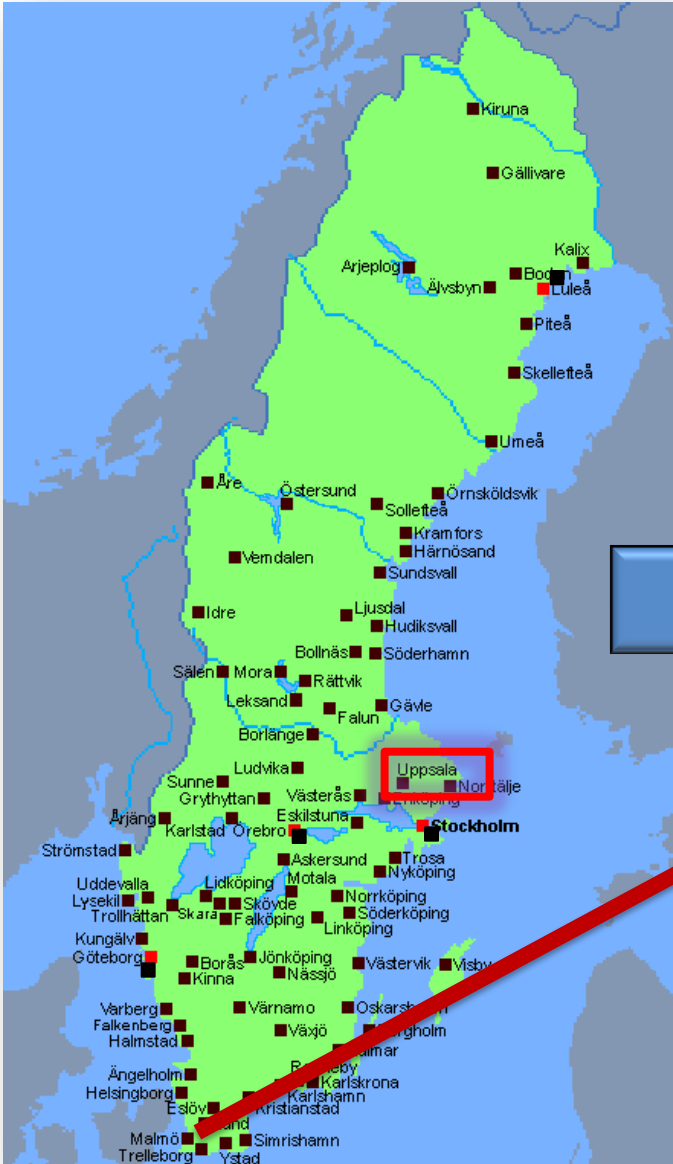 Kiruna
Gällivare
Kalix
Arjeplog
Älvsbyn
Luleå
Piteå
Skellefteå
Umeå
Åre
Östersund
Örnsköldsvik
Sollefteå
Kramfors
Härnösand
Vemdalen
Sundsvall
Idre
Ljusdal
Hudiksvall
Bollnäs
Söderhamn
Sälen Mora
Rättvik
Leksand
Gävle
Falun
Borlänge
Ludvika
Uppsala
Sunne
Grythyttan
Västerås
Enköping
Årjäng
Karlstad
Örebro
Eskilstuna
Stockholm
Strömstad
Askersund
Trosa
Nyköping
Uddevalla
Lidköping
Motala
Lysekil
Skövde
Norrköping
Trollhättan
Skara
Falköping
Söderköping
Linköping
Kungälv
Göteborg
Borås
Jönköping
Västervik
Visby
Kinna
Nässjö
Varberg
Värnamo
Falkenberg
Växjö
Halmstad
Ängelholm
Karlskrona
Helsingborg
Karlshamn
Eslöv
Kristianstad
Malmö
Simrishamn
Trelleborg
Ystad